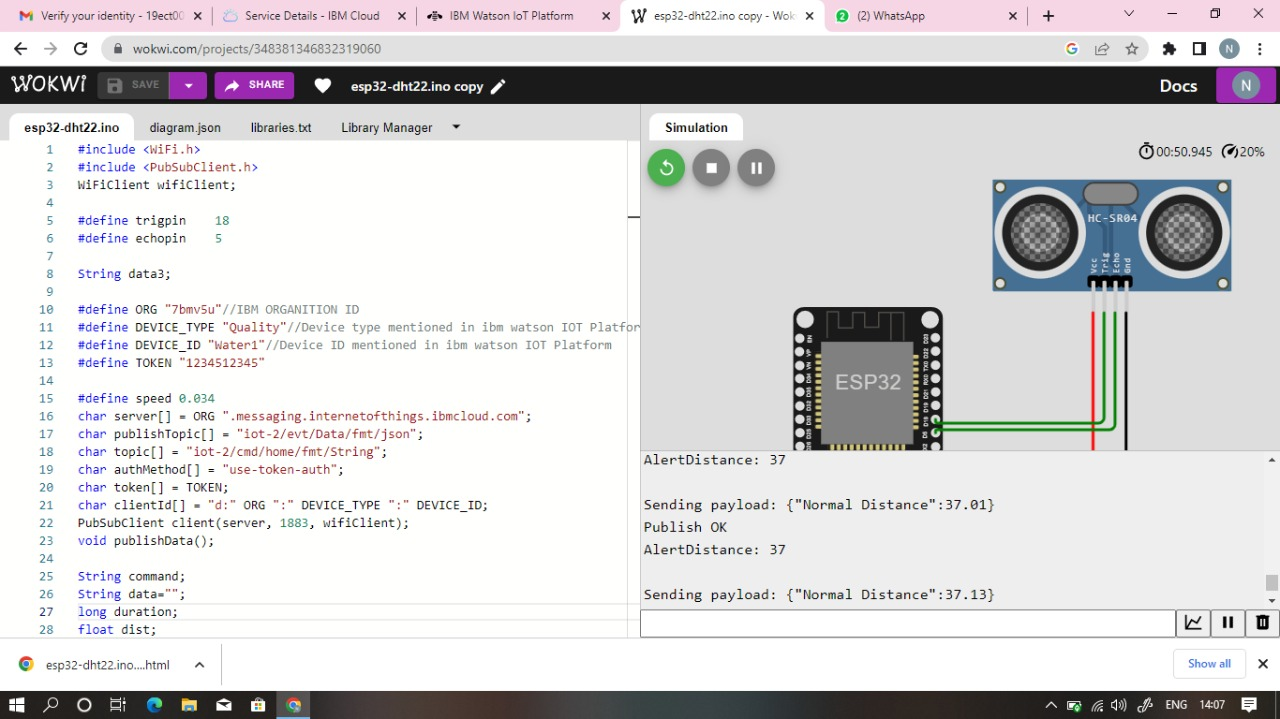 Verify your identity - 19ect00
Service Details - IBM Cloud
IBM Watson IoT Platform
esp32-dht22.ino copy - Wok
(2) WhatsApp
wokwi.com/projects/348381346832319060
N
WOKWI
SAVE
SHARE
esp32-dht22.ino copy
Docs
N
esp32-dht22.ino
diagram.json
libraries.txt
Library Manager
Simulation
1 #include <WiFi.h>
2 #include <PubSubClient.h>
3 WiFiClient wifiClient;
4
5 #define trigpin 18
6 #define echopin 5
7
8 String data3;
9
10 #define ORG "7bmv5u"//IBM ORGANITION ID
11 #define DEVICE_TYPE "Quality"//Device type mentioned in ibm watson IOT Platfor
12 #define DEVICE_ID "Water1"//Device ID mentioned in ibm watson IOT Platform
13 #define TOKEN "1234512345"
14
15 #define speed 0.034
16 char server[] = ORG ".messaging.internetofthings.ibmcloud.com";
17 char publishTopic[] = "iot-2/evt/Data/fmt/json";
18 char topic[] = "iot-2/cmd/home/fmt/String";
19 char authMethod[] = "use-token-auth";
20 char token[] = TOKEN;
21 char clientId[] = "d:" ORG ":" DEVICE_TYPE ":" DEVICE_ID;
22 PubSubClient client(server, 1883, wifiClient);
23 void publishData();
24
25 String command;
26 String data="";
27 long duration;
28 float dist;
00:50.945
20%
HC-SR04
Vcc
Trig
Echo
Gnd
ESP32
AlertDistance: 37
Sending payload: {"Normal Distance":37.01}
Publish OK
AlertDistance: 37
Sending payload: {"Normal Distance":37.13}
esp32-dht22.ino....html
Show all
ENG
14:07